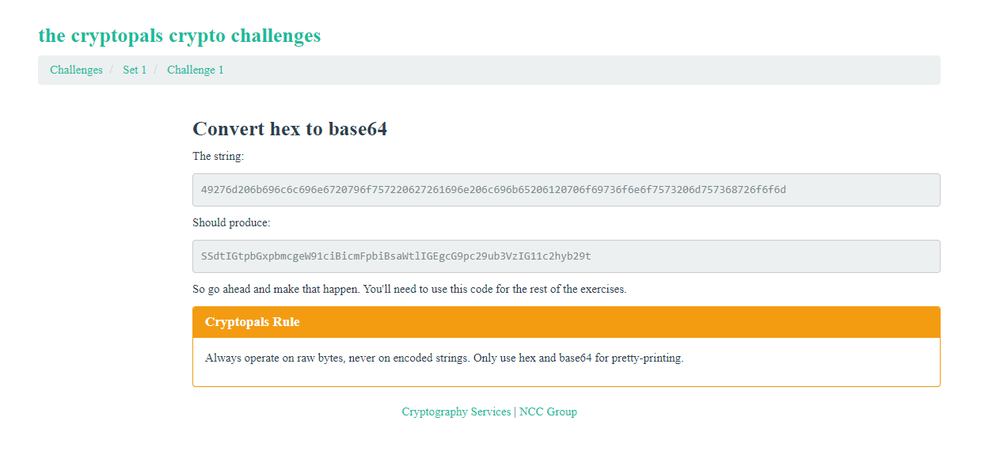 the cryptopals crypto challenges
Challenges / Set 1 / Challenge 1
Convert hex to base64
The string:
49276d206b696c6c696e6720796f757220627261696e206c696b65206120706f69736f6e6f7573206d757368726f6f6d
Should produce:
SSdtIGtpbGxpbmcgeW91ciBicmFpbiBsaWtlIGEgcG9pc29ub3VzIG11c2hyb29t
So go ahead and make that happen. You'll need to use this code for the rest of the exercises.
Cryptopals Rule
Always operate on raw bytes, never on encoded strings. Only use hex and base64 for pretty-printing.
Cryptography Services | NCC Group